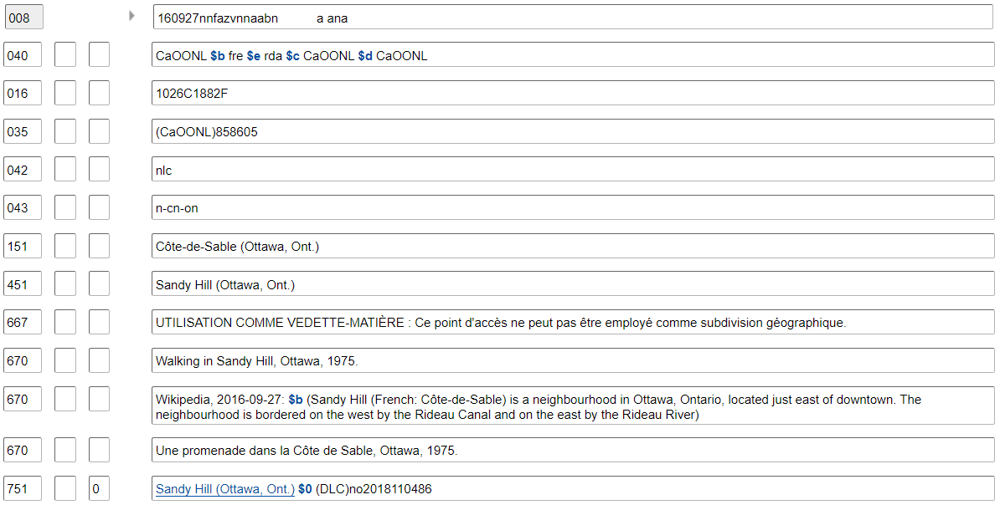 008 160927nnfazvnnaabn a ana
040 CaOONL $b fre $e rda $c CaOONL $d CaOONL
016 1026C1882F
035 (CaOONL)858605
042 nlc
043 n-cn-on
151 Côte-de-Sable (Ottawa, Ont.)
451 Sandy Hill (Ottawa, Ont.)
667 UTILISATION COMME VEDETTE-MATIÈRE : Ce point d'accès ne peut pas être employé comme subdivision géographique.
670 Walking in Sandy Hill, Ottawa, 1975.
670 Wikipedia, 2016-09-27: $b (Sandy Hill (French: Côte-de-Sable) is a neighbourhood in Ottawa, Ontario, located just east of downtown. The
neighbourhood is bordered on the west by the Rideau Canal and on the east by the Rideau River)
670 Une promenade dans la Côte de Sable, Ottawa, 1975.
751 0 Sandy Hill (Ottawa, Ont.) $0 (DLC)no2018110486